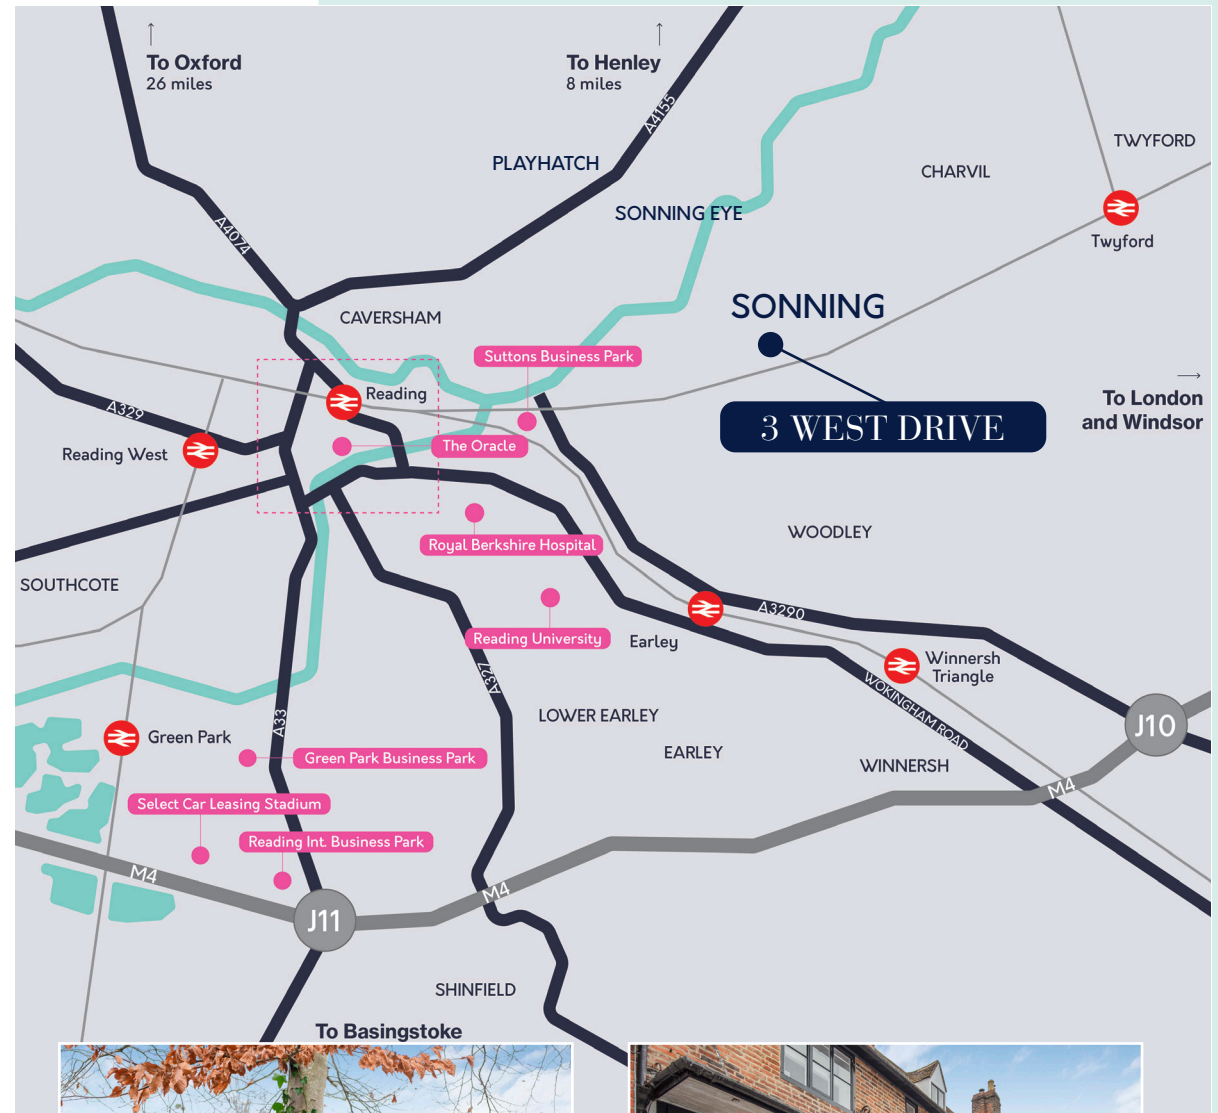 To Oxford
26 miles
To Henley
8 miles
A4155
TWYFORD
PLAYHATCH
CHARVIL
SONNING EYE
A4074
Twyford
SONNING
CAVERSHAM
Suttons Business Park
Reading
To London
and Windsor
A329
3 WEST DRIVE
The Oracle
Reading West
WOODLEY
Royal Berkshire Hospital
SOUTHCOTE
A3290
Reading University
Earley
Winnersh
Triangle
A327
WOKINGHAM ROAD
LOWER EARLEY
A33
J10
Green Park
EARLEY
Green Park Business Park
WINNERSH
M4
Select Car Leasing Stadium
Reading Int. Business Park
M4
M4
J11
SHINFIELD
To Basingstoke